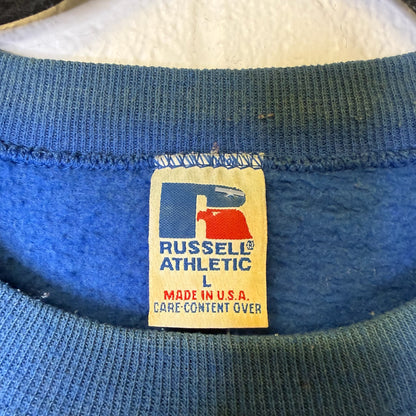 R
RUSSELL®
ATHLETIC
L
MADE IN U.S.A.
CARE-CONTENT OVER